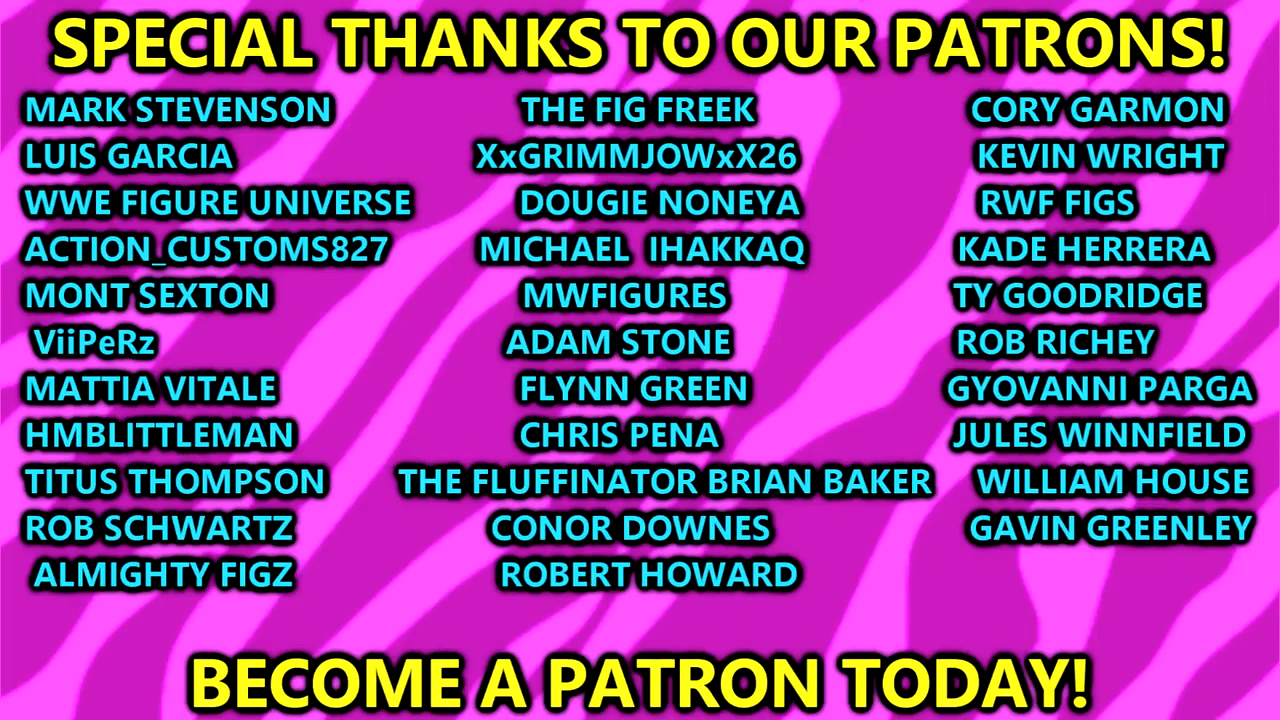 SPECIAL THANKS TO OUR PATRONS!
MARK STEVENSON THE FIG FREEK CORY GARMON
LUIS GARCIA XxGRIMMJOWxX26 KEVIN WRIGHT
WWE FIGURE UNIVERSE DOUGIE NONEYA RWF FIGS
ACTION_CUSTOMS827 MICHAEL IHAKKAQ KADE HERRERA
MONT SEXTON MWFIGURES TY GOODRIDGE
ViiPeRz ADAM STONE ROB RICHEY
MATTIA VITALE FLYNN GREEN GYOVANNI PARGA
HMBLITTLEMAN CHRIS PENA JULES WINNFIELD
TITUS THOMPSON THE FLUFFINATOR BRIAN BAKER WILLIAM HOUSE
ROB SCHWARTZ CONOR DOWNES GAVIN GREENLEY
ALMIGHTY FIGZ ROBERT HOWARD
BECOME A PATRON TODAY!